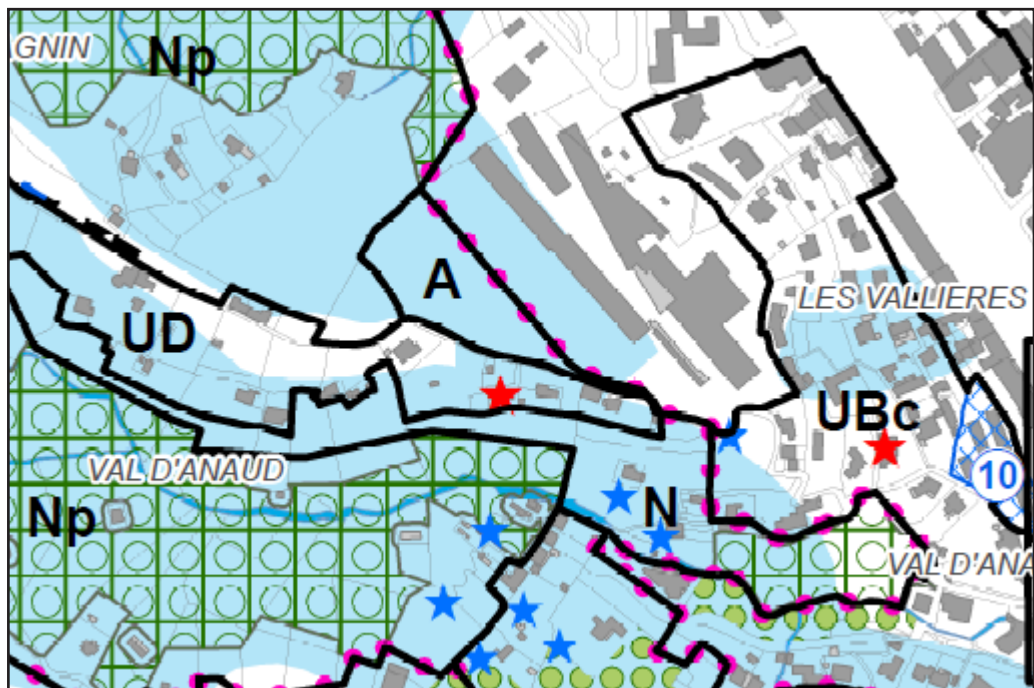 GNIN
Np
A
LES VALLIERES
UD
UBc
VAL D'ANAUD
10
Np
N
VAL D'ANA